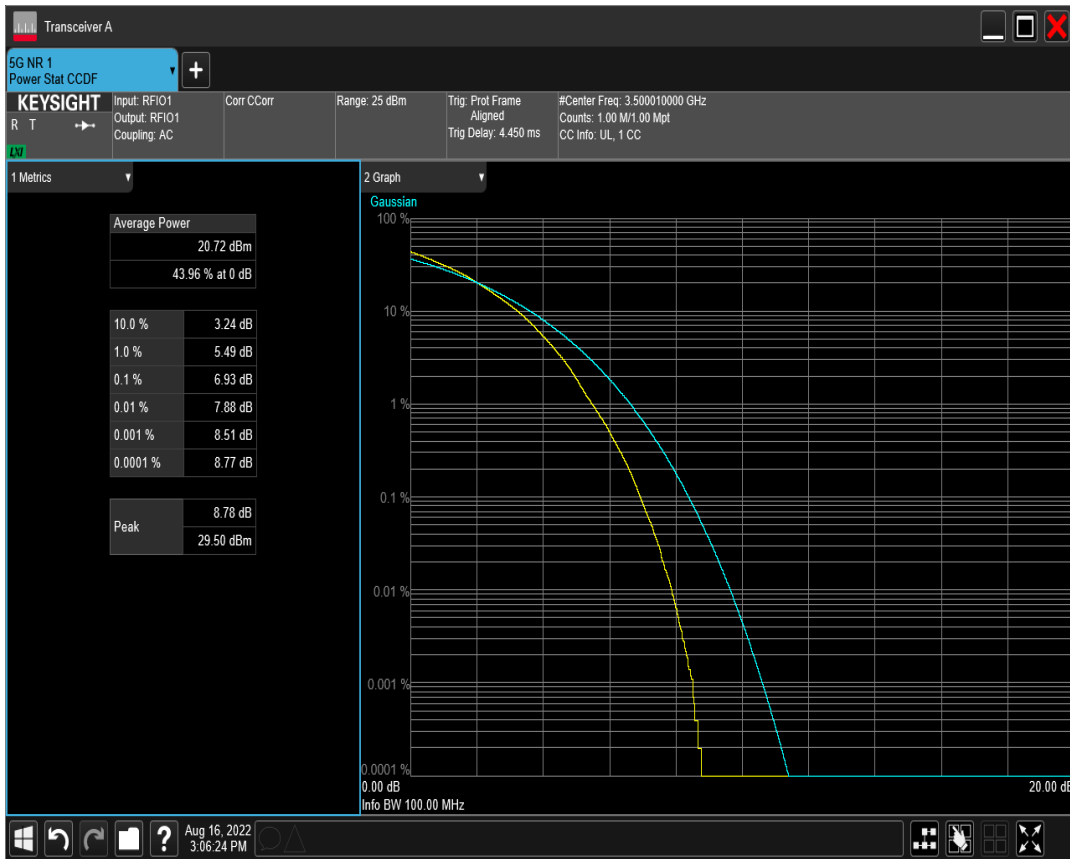 Transceiver A
5G NR 1
Power Stat CCDF
KEYSIGHT
R T
LXI
Input: RFIO1
Output: RFIO1
Coupling: AC
Corr CCorr
Range: 25 dBm
Trig: Prot Frame
Aligned
Trig Delay: 4.450 ms
#Center Freq: 3.500010000 GHz
Counts: 1.00 M/1.00 Mpt
CC Info: UL, 1 CC
1 Metrics
Average Power
20.72 dBm
43.96 % at 0 dB
10.0 % 3.24 dB
1.0 % 5.49 dB
0.1 % 6.93 dB
0.01 % 7.88 dB
0.001 % 8.51 dB
0.0001 % 8.77 dB
Peak
8.78 dB
29.50 dBm
2 Graph
Gaussian
100 %
10 %
1 %
0.1 %
0.01 %
0.001 %
0.0001 %
0.00 dB 20.00 dB
Info BW 100.00 MHz
? Aug 16, 2022
3:06:24 PM